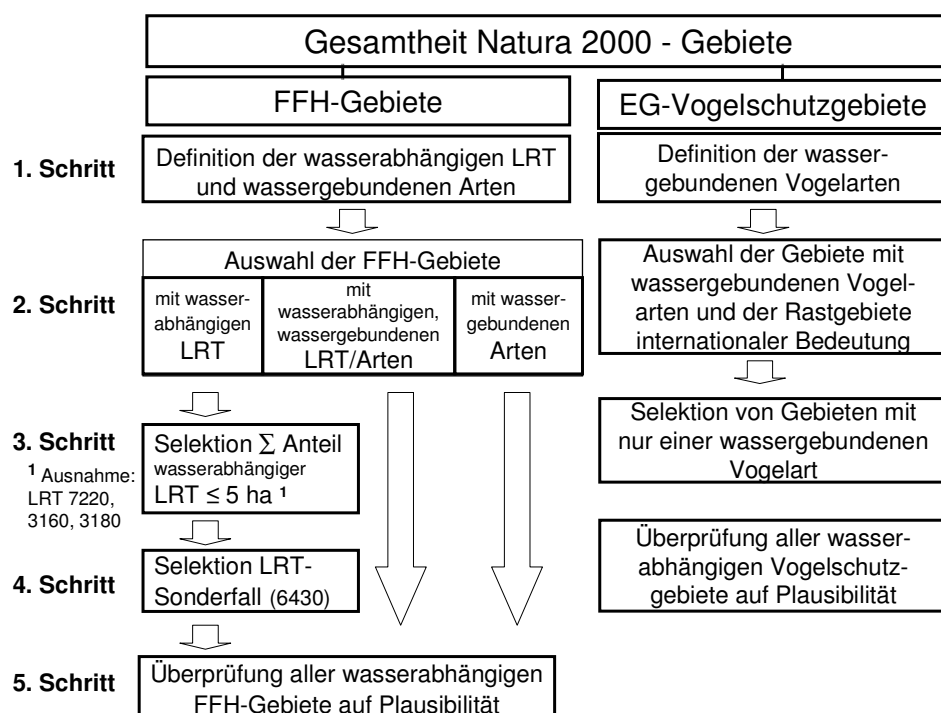 Gesamtheit Natura 2000 - Gebiete
FFH-Gebiete
EG-Vogelschutzgebiete
1. Schritt
Definition der wasserabhängigen LRT
und wassergebundenen Arten
Definition der wasser-
gebundenen Vogelarten
2. Schritt
Auswahl der FFH-Gebiete
mit wasser-
abhängigen
LRT
mit
wasserabhängigen,
wassergebundenen
LRT/Arten
mit wasser-
gebundenen
Arten
Auswahl der Gebiete mit
wassergebundenen Vogel-
arten und der Rastgebiete
internationaler Bedeutung
3. Schritt
¹ Ausnahme:
LRT 7220,
3160, 3180
Selektion ∑ Anteil
wasserabhängiger
LRT ≤ 5 ha ¹
Selektion von Gebieten mit
nur einer wassergebundenen
Vogelart
4. Schritt
Selektion LRT-
Sonderfall (6430)
Überprüfung aller wasser-
abhängigen Vogelschutz-
gebiete auf Plausibilität
5. Schritt
Überprüfung aller wasserabhängigen
FFH-Gebiete auf Plausibilität